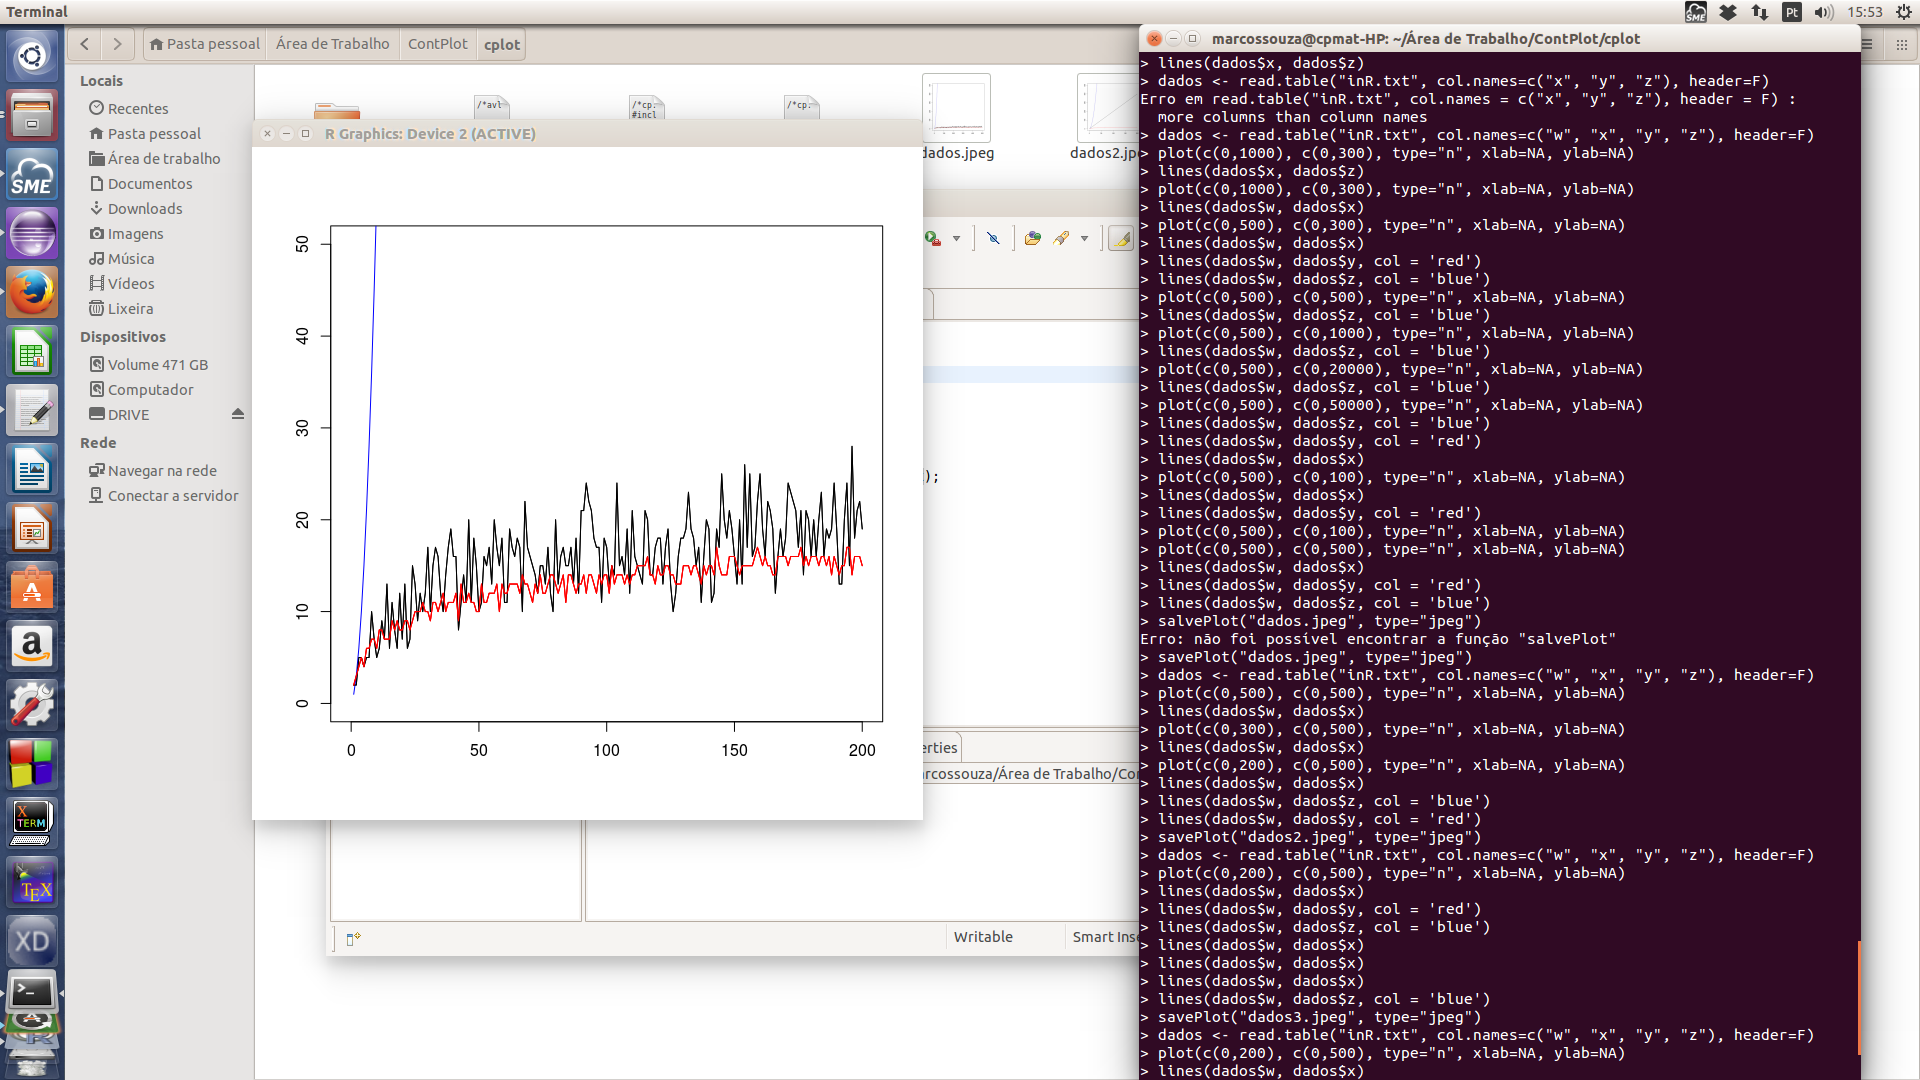 Terminal
SME
Pt
15:53
Pasta pessoal
Área de Trabalho
ContPlot
cplot
Locais
Recentes
Pasta pessoal
Área de trabalho
Documentos
Downloads
Imagens
Música
Vídeos
Lixeira
Dispositivos
Volume 471 GB
Computador
DRIVE
Rede
Navegar na rede
Conectar a servidor
SME
a
X
TERM
TEX
XD
/*avl
/*cp.
#incl
/*cp.
dados.jpeg
R Graphics: Device 2 (ACTIVE)
50
40
30
20
10
0
0 50 100 150 200
);
erties
arcossouza/Área de Trabalho/Cor
Writable
marcossouza@cpmat-HP: ~/Área de Trabalho/ContPlot/cplot
> lines(dados$x, dados$z)
> dados <- read.table("inR.txt", col.names=c("x", "y", "z"), header=F)
Erro em read.table("inR.txt", col.names = c("x", "y", "z"), header = F) :
more columns than column names
> dados <- read.table("inR.txt", col.names=c("w", "x", "y", "z"), header=F)
> plot(c(0,1000), c(0,300), type="n", xlab=NA, ylab=NA)
> lines(dados$x, dados$z)
> plot(c(0,1000), c(0,300), type="n", xlab=NA, ylab=NA)
> lines(dados$w, dados$x)
> plot(c(0,500), c(0,300), type="n", xlab=NA, ylab=NA)
> lines(dados$w, dados$x)
> lines(dados$w, dados$y, col = 'red')
> lines(dados$w, dados$z, col = 'blue')
> plot(c(0,500), c(0,500), type="n", xlab=NA, ylab=NA)
> lines(dados$w, dados$z, col = 'blue')
> plot(c(0,500), c(0,1000), type="n", xlab=NA, ylab=NA)
> lines(dados$w, dados$z, col = 'blue')
> plot(c(0,500), c(0,20000), type="n", xlab=NA, ylab=NA)
> lines(dados$w, dados$z, col = 'blue')
> plot(c(0,500), c(0,50000), type="n", xlab=NA, ylab=NA)
> lines(dados$w, dados$z, col = 'blue')
> lines(dados$w, dados$y, col = 'red')
> lines(dados$w, dados$x)
> plot(c(0,500), c(0,100), type="n", xlab=NA, ylab=NA)
> lines(dados$w, dados$x)
> lines(dados$w, dados$y, col = 'red')
> plot(c(0,500), c(0,100), type="n", xlab=NA, ylab=NA)
> plot(c(0,500), c(0,500), type="n", xlab=NA, ylab=NA)
> lines(dados$w, dados$x)
> lines(dados$w, dados$y, col = 'red')
> lines(dados$w, dados$z, col = 'blue')
> salvePlot("dados.jpeg", type="jpeg")
Erro: não foi possível encontrar a função "salvePlot"
> savePlot("dados.jpeg", type="jpeg")
> dados <- read.table("inR.txt", col.names=c("w", "x", "y", "z"), header=F)
> plot(c(0,500), c(0,500), type="n", xlab=NA, ylab=NA)
> lines(dados$w, dados$x)
> plot(c(0,300), c(0,500), type="n", xlab=NA, ylab=NA)
> lines(dados$w, dados$x)
> plot(c(0,200), c(0,500), type="n", xlab=NA, ylab=NA)
> lines(dados$w, dados$x)
> lines(dados$w, dados$z, col = 'blue')
> lines(dados$w, dados$y, col = 'red')
> savePlot("dados2.jpeg", type="jpeg")
> dados <- read.table("inR.txt", col.names=c("w", "x", "y", "z"), header=F)
> plot(c(0,200), c(0,500), type="n", xlab=NA, ylab=NA)
> lines(dados$w, dados$x)
> lines(dados$w, dados$y, col = 'red')
> lines(dados$w, dados$z, col = 'blue')
> lines(dados$w, dados$x)
> lines(dados$w, dados$x)
> lines(dados$w, dados$x)
> lines(dados$w, dados$z, col = 'blue')
> savePlot("dados3.jpeg", type="jpeg")
> dados <- read.table("inR.txt", col.names=c("w", "x", "y", "z"), header=F)
> plot(c(0,200), c(0,500), type="n", xlab=NA, ylab=NA)
> lines(dados$w, dados$x)